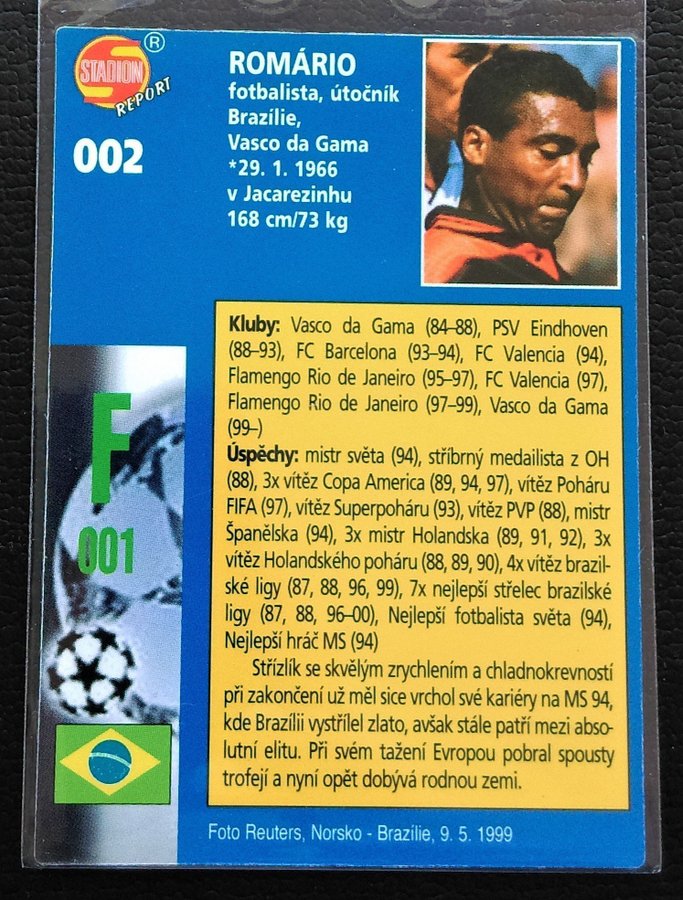 STADION ®
REPORT
002
ROMÁRIO
fotbalista, útočník
Brazílie,
Vasco da Gama
*29. 1. 1966
v Jacarezinhu
168 cm/73 kg
Kluby: Vasco da Gama (84–88), PSV Eindhoven
(88–93), FC Barcelona (93–94), FC Valencia (94),
Flamengo Rio de Janeiro (95–97), FC Valencia (97),
Flamengo Rio de Janeiro (97–99), Vasco da Gama
(99–)
Úspěchy: mistr světa (94), stříbrný medailista z OH
(88), 3x vítěz Copa America (89, 94, 97), vítěz Poháru
FIFA (97), vítěz Superpoháru (93), vítěz PVP (88), mistr
Španělska (94), 3x mistr Holandska (89, 91, 92), 3x
vítěz Holandského poháru (88, 89, 90), 4x vítěz brazil-
ské ligy (87, 88, 96, 99), 7x nejlepší střelec brazilské
ligy (87, 88, 96–00), Nejlepší fotbalista světa (94),
Nejlepší hráč MS (94)
Střízlík se skvělým zrychlením a chladnokrevností
při zakončení už měl sice vrchol své kariéry na MS 94,
kde Brazílii vystřílel zlato, avšak stále patří mezi abso-
lutní elitu. Při svém tažení Evropou pobral spousty
trofejí a nyní opět dobývá rodnou zemi.
F
001
Foto Reuters, Norsko - Brazílie, 9. 5. 1999